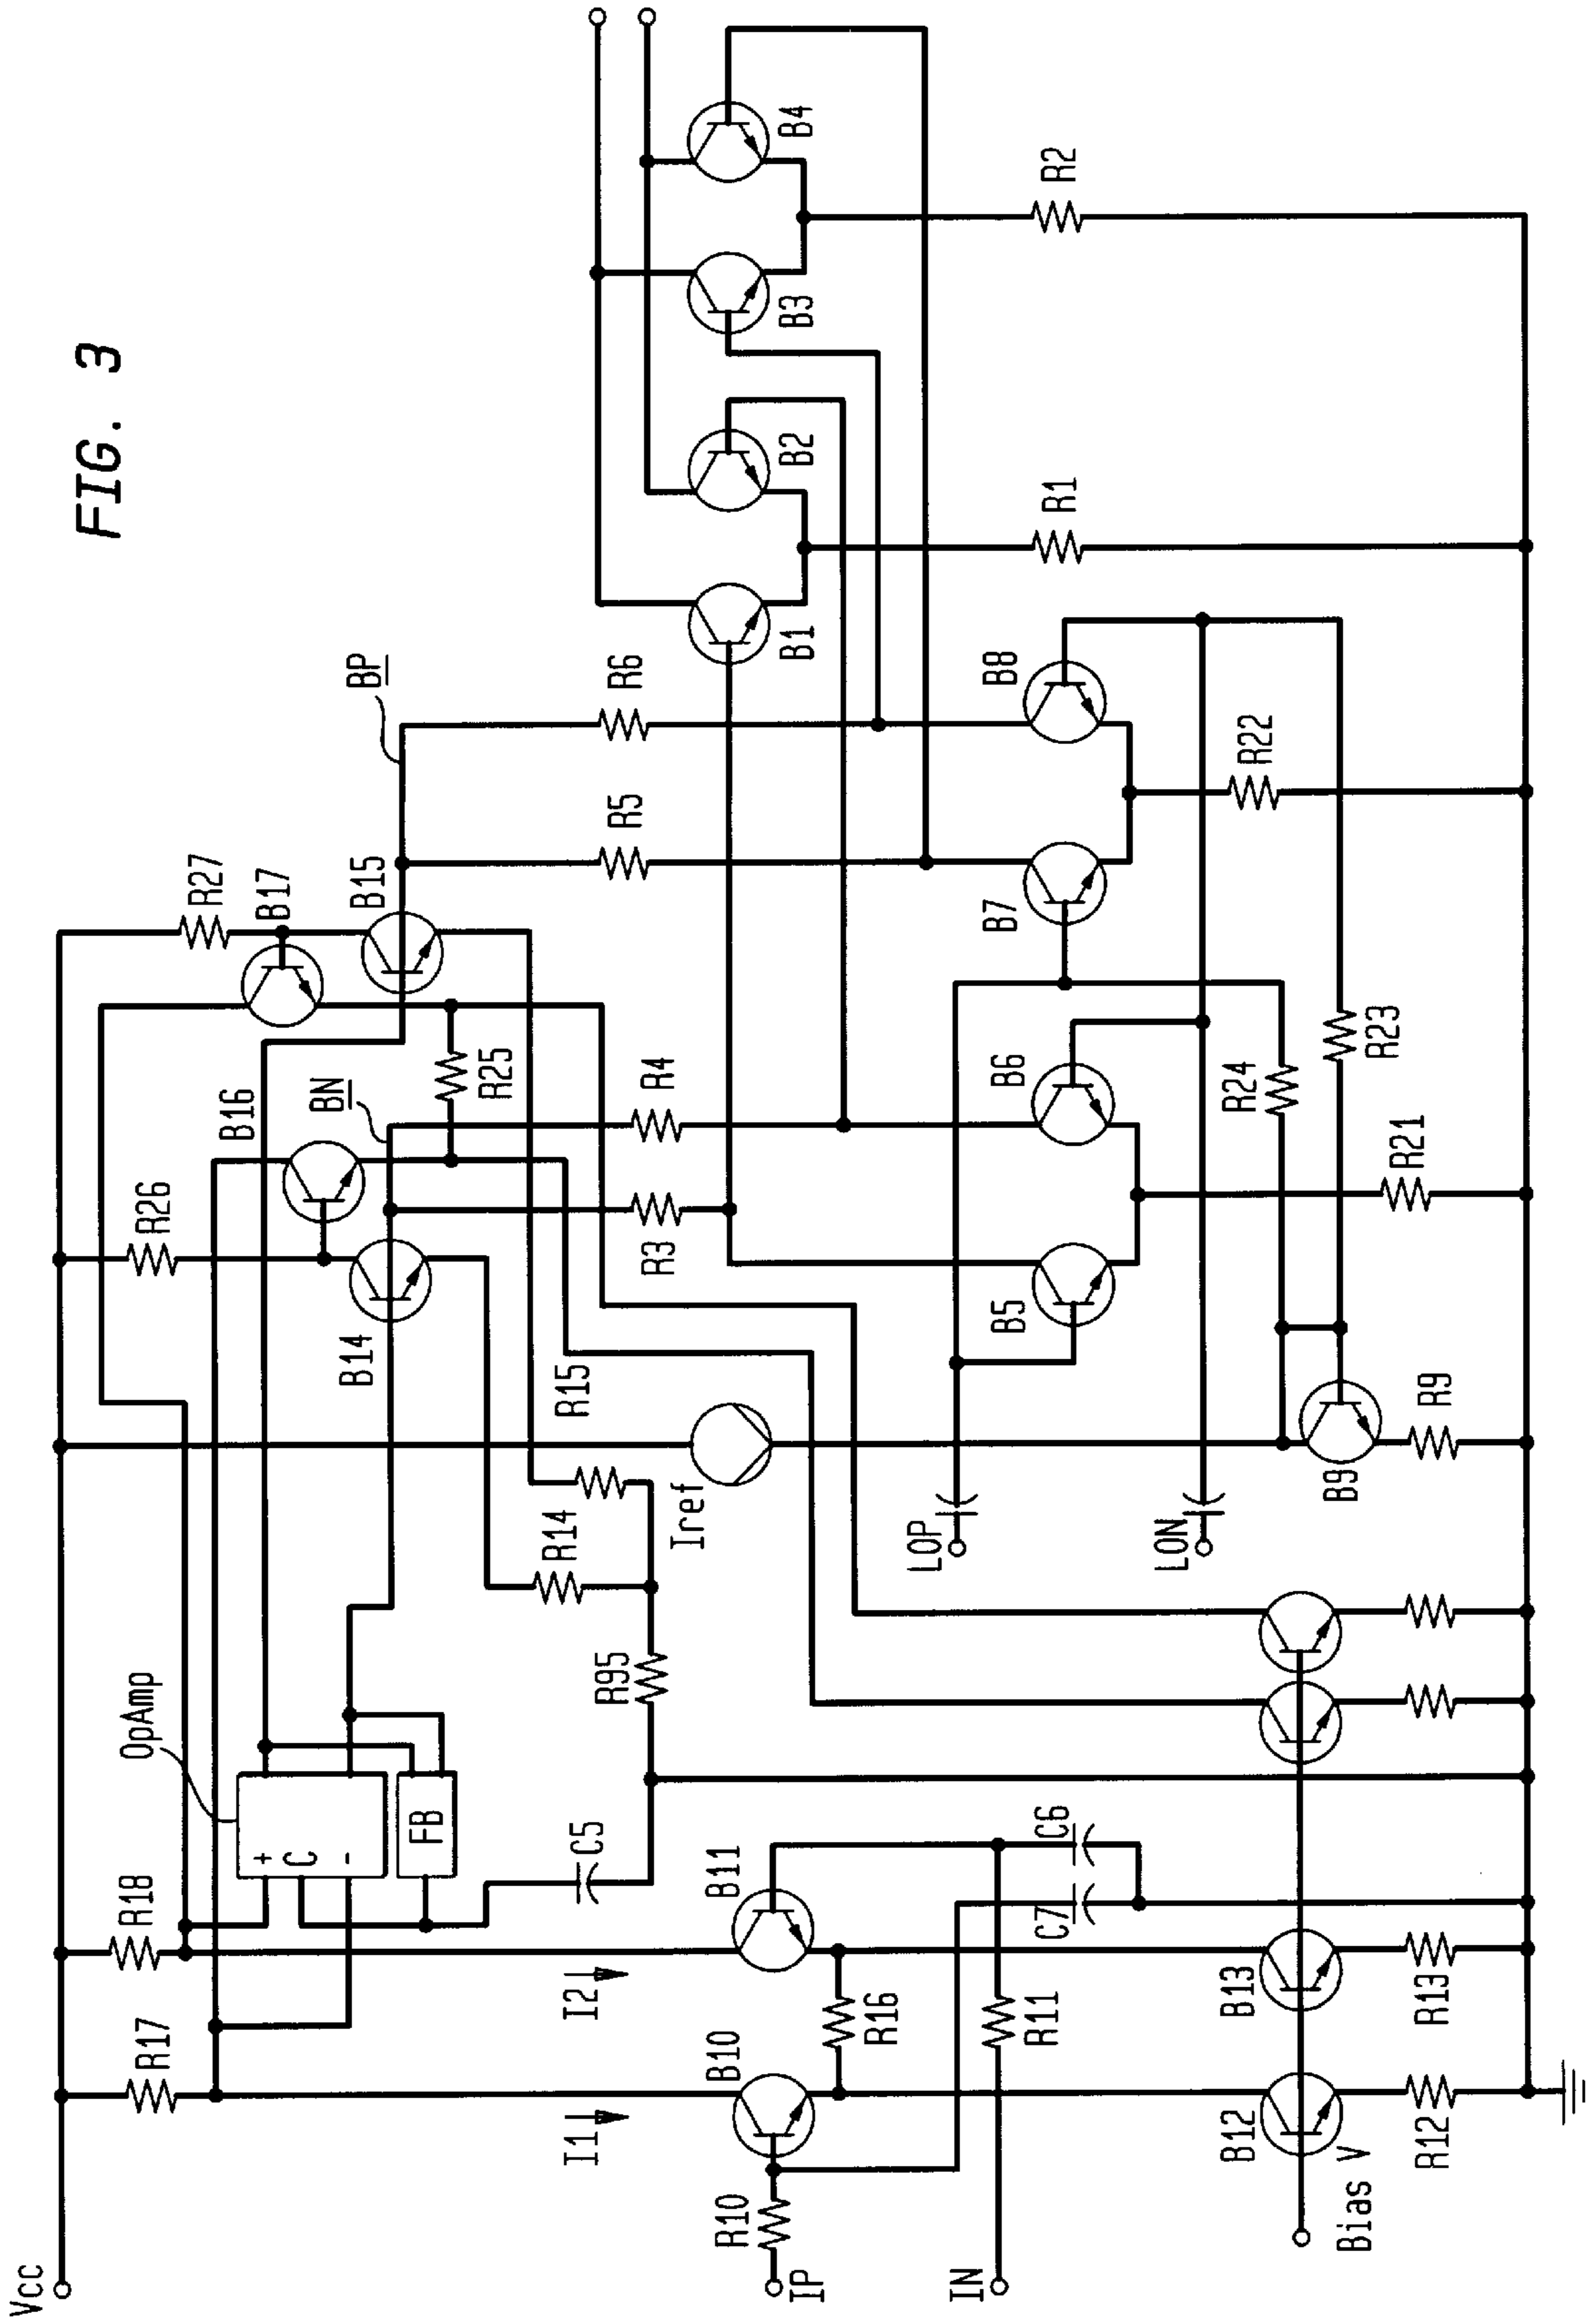 FIG. 3
Vcc
R17
R18
OpAmp
+
C
-
FB
C5
I1
I2
B10
B11
R16
R10
IP
IN
R11
C7
C6
B12
B13
Bias V
R12
R13
R95
R14
R15
Iref
LOP
LON
B14
R26
B16
BN
R25
R27
B17
B15
BP
R3
R4
R5
R6
B5
B6
B7
B8
B9
R9
R21
R22
R23
R24
B1
B2
B3
B4
R1
R2